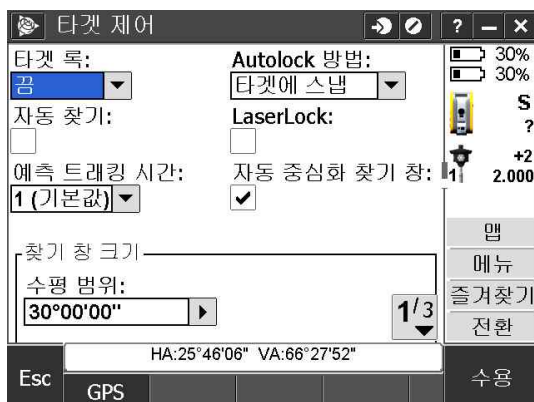 타겟 제어
? – ×
타겟 록:
끔
Autolock 방법:
타겟에 스냅
자동 찾기:
LaserLock:
예측 트래킹 시간:
1 (기본값)
자동 중심화 찾기 창:
찾기 창 크기
수평 범위:
30°00'00"
1/3
30%
30%
S
?
+2
1 2.000
맵
메뉴
즐겨찾기
전환
HA:25°46'06" VA:66°27'52"
Esc
GPS
수용